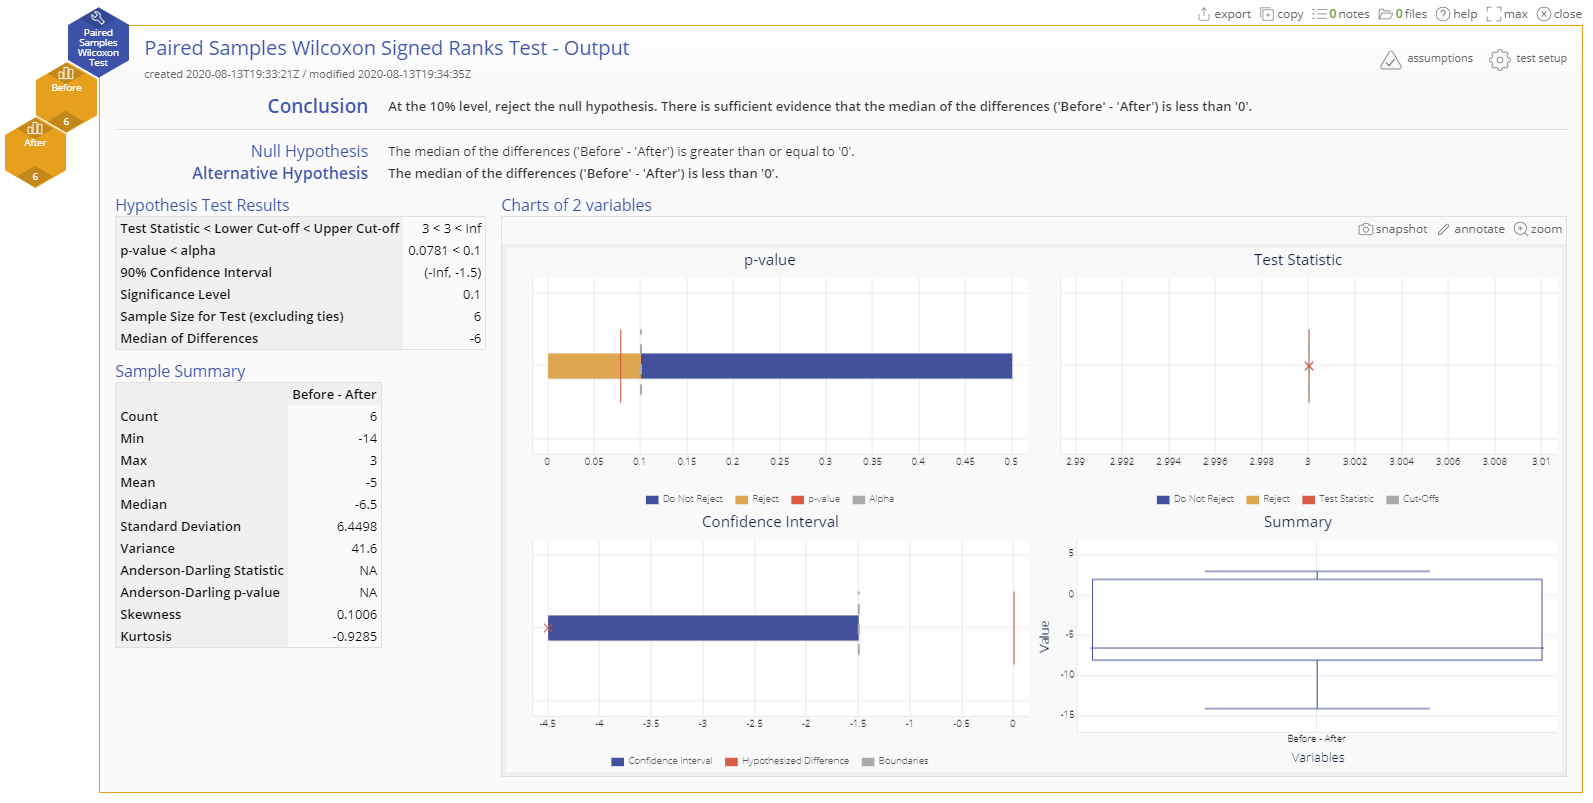 export copy 0 notes 0 files help max close
Paired
Samples
Wilcoxon
Test
Before
6
After
6
Paired Samples Wilcoxon Signed Ranks Test - Output
created 2020-08-13T19:33:21Z / modified 2020-08-13T19:34:35Z
assumptions test setup
Conclusion At the 10% level, reject the null hypothesis. There is sufficient evidence that the median of the differences ('Before' - 'After') is less than '0'.
Null Hypothesis The median of the differences ('Before' - 'After') is greater than or equal to '0'.
Alternative Hypothesis The median of the differences ('Before' - 'After') is less than '0'.
Hypothesis Test Results
Test Statistic < Lower Cut-off < Upper Cut-off 3 < 3 < Inf
p-value < alpha 0.0781 < 0.1
90% Confidence Interval (-Inf, -1.5)
Significance Level 0.1
Sample Size for Test (excluding ties) 6
Median of Differences -6
Sample Summary
Before - After
Count 6
Min -14
Max 3
Mean -5
Median -6.5
Standard Deviation 6.4498
Variance 41.6
Anderson-Darling Statistic NA
Anderson-Darling p-value NA
Skewness 0.1006
Kurtosis -0.9285
Charts of 2 variables
snapshot annotate zoom
p-value
0 0.05 0.1 0.15 0.2 0.25 0.3 0.35 0.4 0.45 0.5
Do Not Reject Reject p-value Alpha
Test Statistic
2.99 2.992 2.994 2.996 2.998 3 3.002 3.004 3.006 3.008 3.01
Do Not Reject Reject Test Statistic Cut-Offs
Confidence Interval
-4.5 -4 -3.5 -3 -2.5 -2 -1.5 -1 -0.5 0
Confidence Interval Hypothesized Difference Boundaries
Summary
5
0
-5
-10
-15
Value
Before - After
Variables